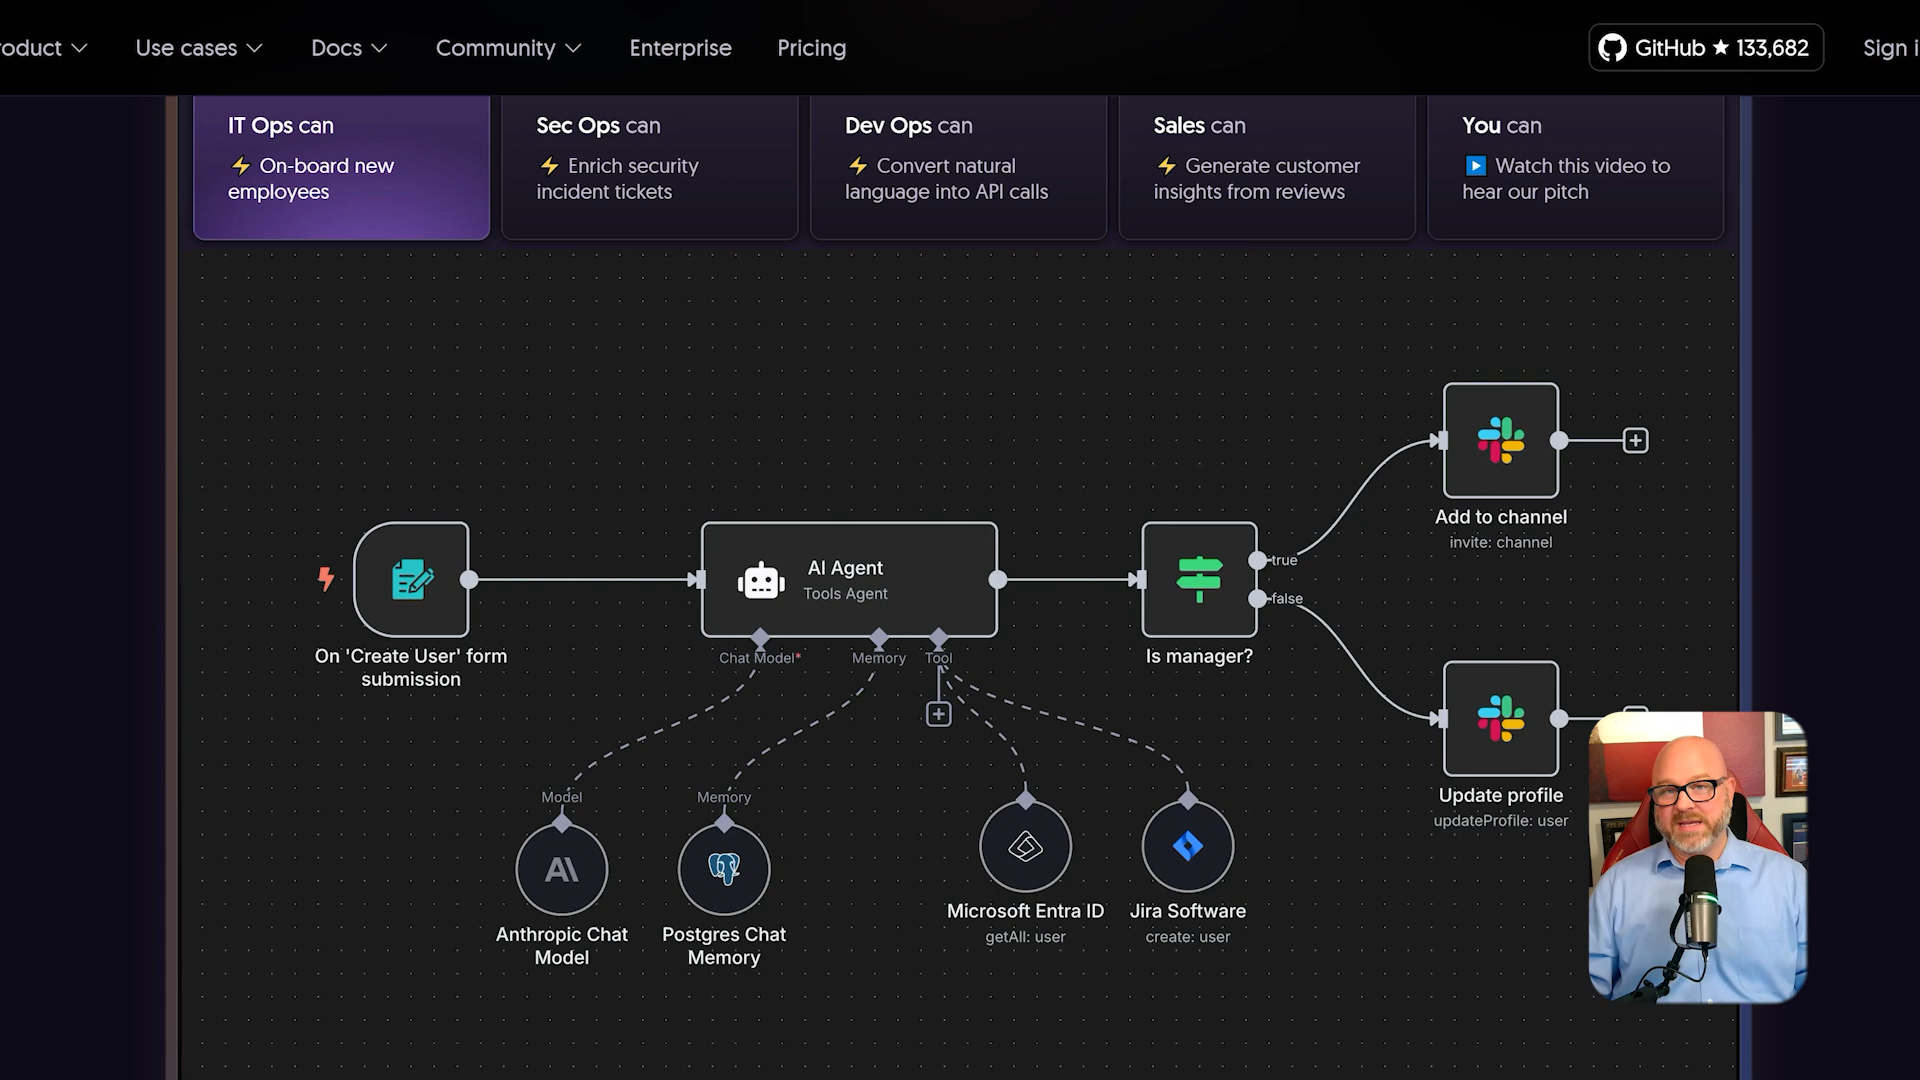 Use cases
Docs
Community
Enterprise
Pricing
GitHub ★ 133,682
Sign
IT Ops can
⚡ On-board new
employees
Sec Ops can
⚡ Enrich security
incident tickets
Dev Ops can
⚡ Convert natural
language into API calls
Sales can
⚡ Generate customer
insights from reviews
You can
▶️ Watch this video to
hear our pitch
On 'Create User' form
submission
AI Agent
Tools Agent
Chat Model*
Memory
Tool
Is manager?
true
false
Add to channel
invite: channel
Update profile
updateProfile: user
Model
Anthropic Chat
Model
Memory
Postgres Chat
Memory
Microsoft Entra ID
getAll: user
Jira Software
create: user